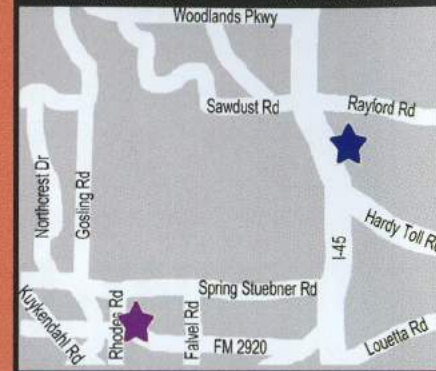 Woodlands Pkwy
Sawdust Rd
Rayford Rd
Northcrest Dr
Gosling Rd
I-45
Hardy Toll Rd
Spring Stuebner Rd
Kuykendahl Rd
Rhodes Rd
Falvel Rd
FM 2920
Louetta Rd